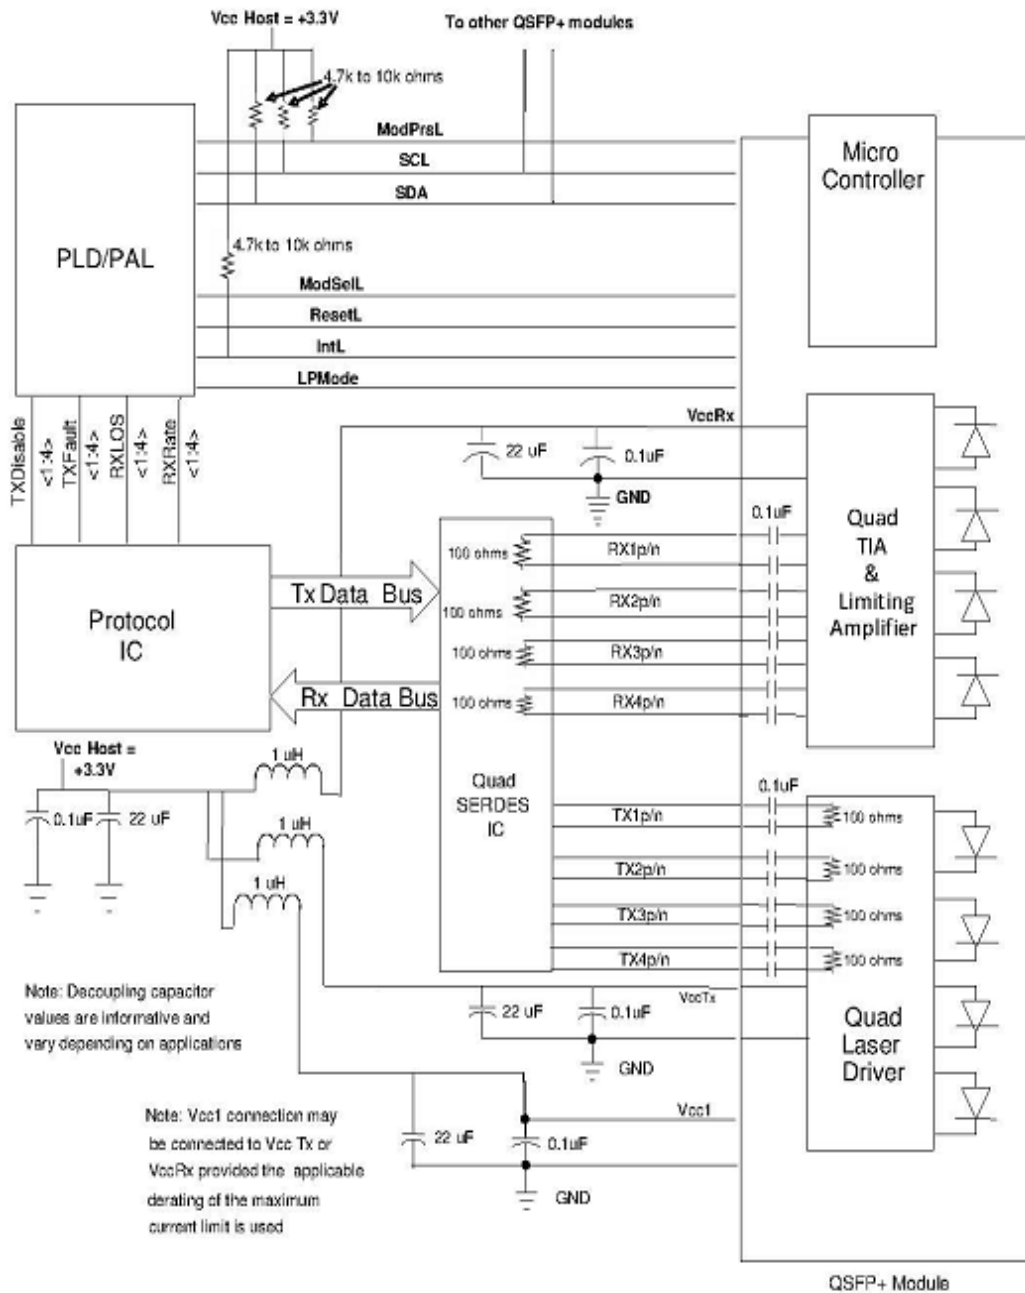 Vcc Host = +3.3V
To other QSFP+ modules
4.7k to 10k ohms
ModPrsL
SCL
SDA
Micro
Controller
PLD/PAL
4.7k to 10k ohms
ModSelL
ResetL
IntL
LPMode
TXDisable
<1:4>
TXFault
<1:4>
RXLOS
<1:4>
RXRate
<1:4>
VccRx
22 uF
0.1uF
GND
0.1uF
100 ohms
RX1p/n
Quad
TIA
&
Limiting
Amplifier
Tx Data Bus
100 ohms
RX2p/n
Protocol
IC
100 ohms
RX3p/n
Rx Data Bus
100 ohms
RX4p/n
Vcc Host =
+3.3V
1 uH
0.1uF
22 uF
Quad
SERDES
IC
0.1uF
TX1p/n
100 ohms
1 uH
TX2p/n
100 ohms
1 uH
TX3p/n
100 ohms
TX4p/n
100 ohms
Note: Decoupling capacitor
values are informative and
vary depending on applications
VccTx
22 uF
0.1uF
GND
Quad
Laser
Driver
Note: Vcc1 connection may
be connected to Vcc Tx or
VccRx provided the applicable
derating of the maximum
current limit is used
Vcc1
22 uF
0.1uF
GND
QSFP+ Module